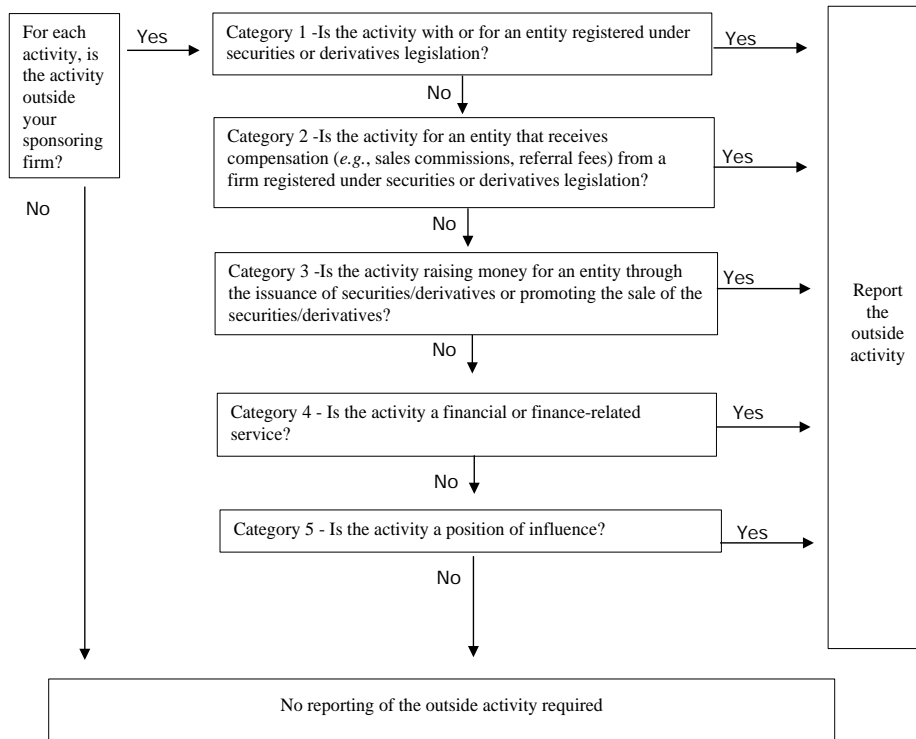 For each
activity, is
the activity
outside
your
sponsoring
firm?
Yes
Category 1 -Is the activity with or for an entity registered under
securities or derivatives legislation?
Yes
No
Category 2 -Is the activity for an entity that receives
compensation (e.g., sales commissions, referral fees) from a
firm registered under securities or derivatives legislation?
Yes
No
No
Category 3 -Is the activity raising money for an entity through
the issuance of securities/derivatives or promoting the sale of the
securities/derivatives?
Yes
Report
the
outside
activity
No
Category 4 - Is the activity a financial or finance-related
service?
Yes
No
Category 5 - Is the activity a position of influence?
Yes
No
No reporting of the outside activity required